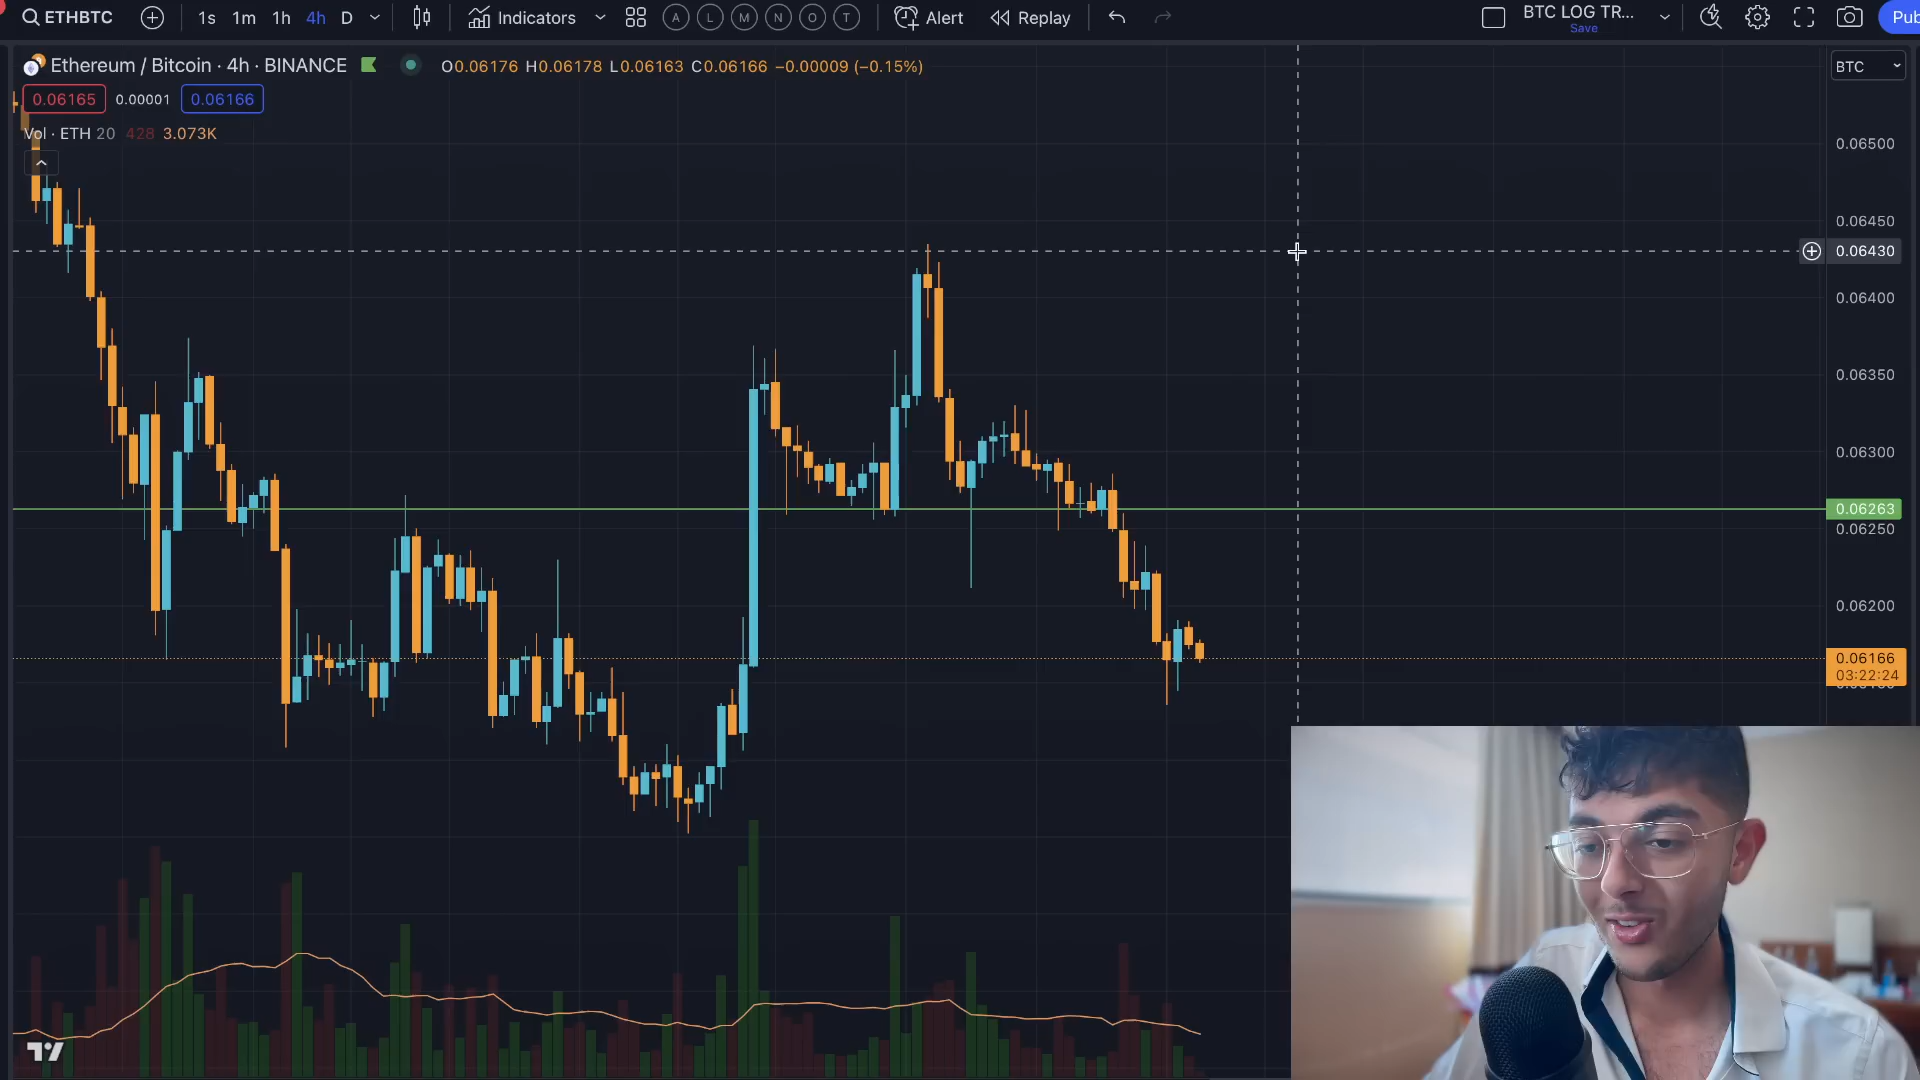 ETHBTC 1s 1m 1h 4h D Indicators A L M N O T Alert Replay BTC LOG TR... Pub
Save
Ethereum / Bitcoin · 4h · BINANCE O0.06176 H0.06178 L0.06163 C0.06166 −0.00009 (−0.15%) BTC
0.06165 0.00001 0.06166
Vol · ETH 20 428 3.073K
0.06500
0.06450
0.06430
0.06400
0.06350
0.06300
0.06263
0.06250
0.06200
0.06166
03:22:24